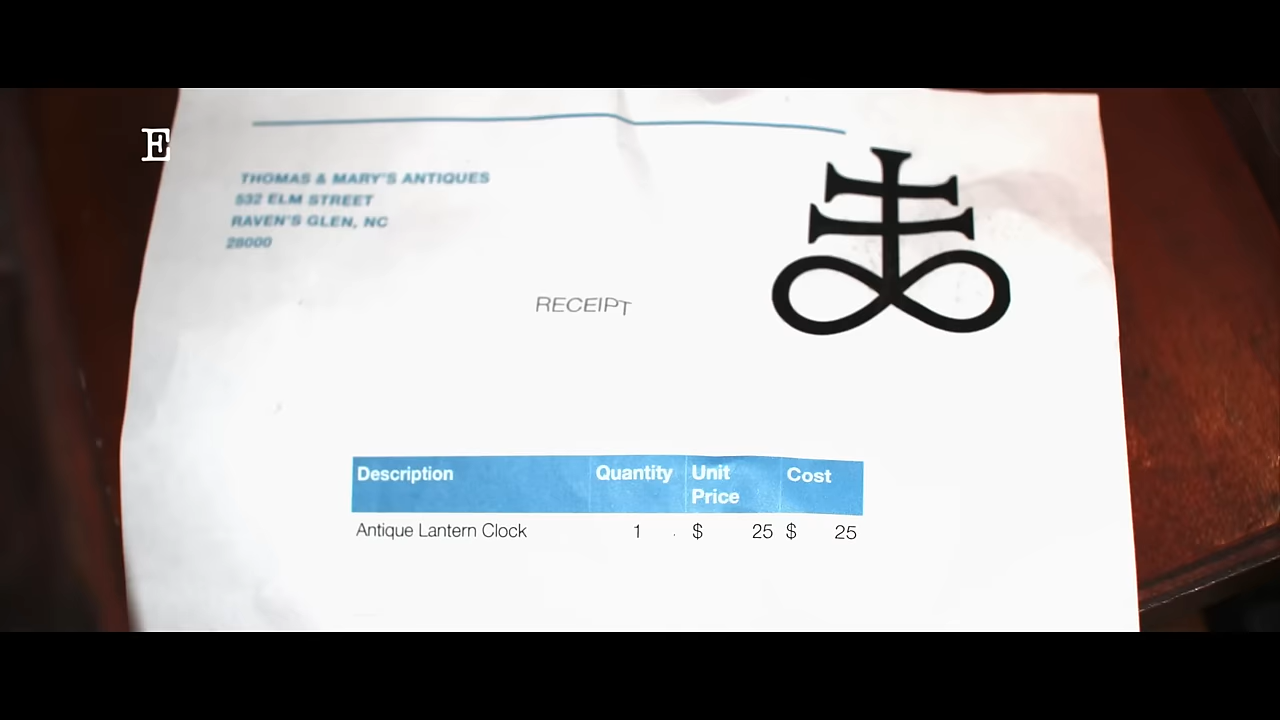 E
THOMAS & MARY'S ANTIQUES
532 ELM STREET
RAVEN'S GLEN, NC
28000
RECEIPT
Description Quantity Unit Price Cost
Antique Lantern Clock 1 $ 25 $ 25